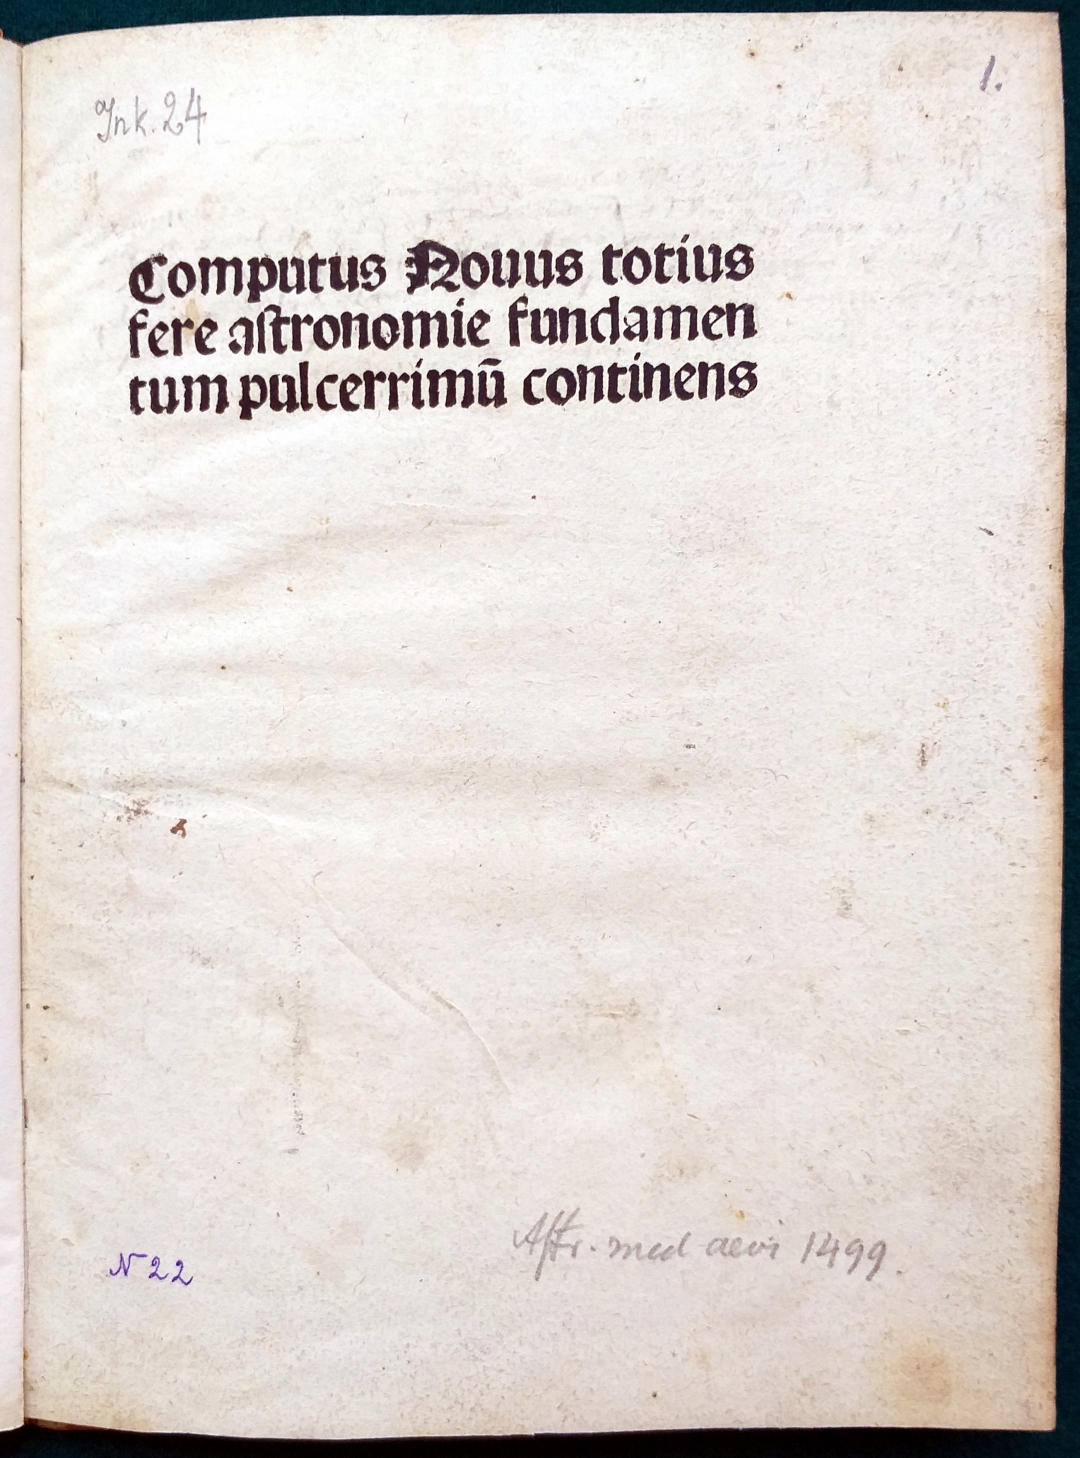 Ink. 24
1.
Computus Nouus totius
fere aſtronomie fundamen
tum pulcerrimū continens
N 22
Aſtr. med aevi 1499.